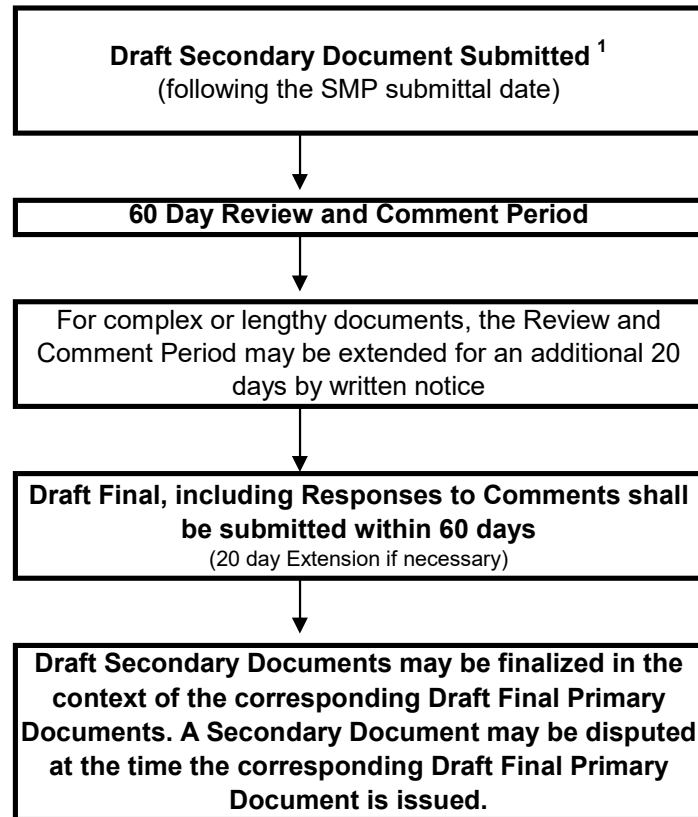 Draft Secondary Document Submitted 1
(following the SMP submittal date)
60 Day Review and Comment Period
For complex or lengthy documents, the Review and
Comment Period may be extended for an additional 20
days by written notice
Draft Final, including Responses to Comments shall
be submitted within 60 days
(20 day Extension if necessary)
Draft Secondary Documents may be finalized in the
context of the corresponding Draft Final Primary
Documents. A Secondary Document may be disputed
at the time the corresponding Draft Final Primary
Document is issued.